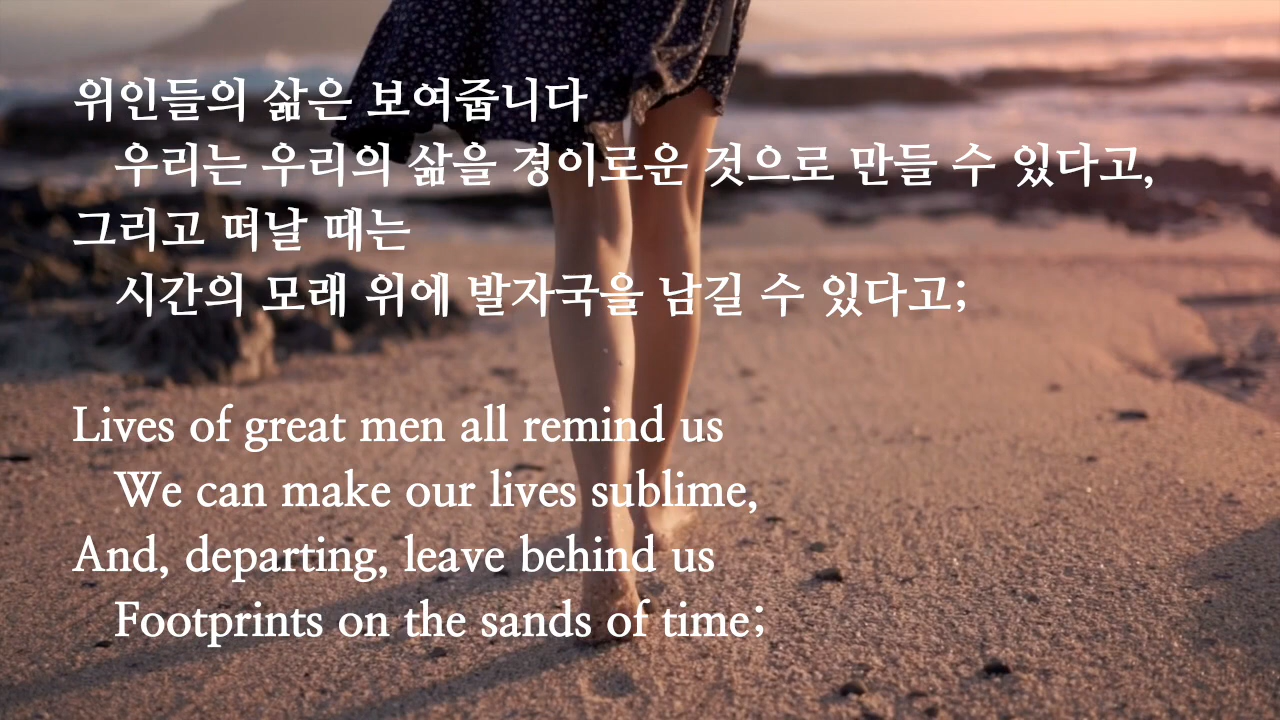 위인들의 삶은 보여줍니다
우리는 우리의 삶을 경이로운 것으로 만들 수 있다고,
그리고 떠날 때는
시간의 모래 위에 발자국을 남길 수 있다고;
Lives of great men all remind us
We can make our lives sublime,
And, departing, leave behind us
Footprints on the sands of time;